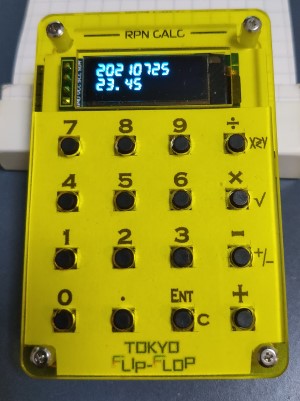 RPN CALC
20210725
23.45
7 8 9 ÷
X≷Y
4 5 6 ×
√
1 2 3 -
+/-
0 . ENT +
C
TOKYO
FLIP-FLOP